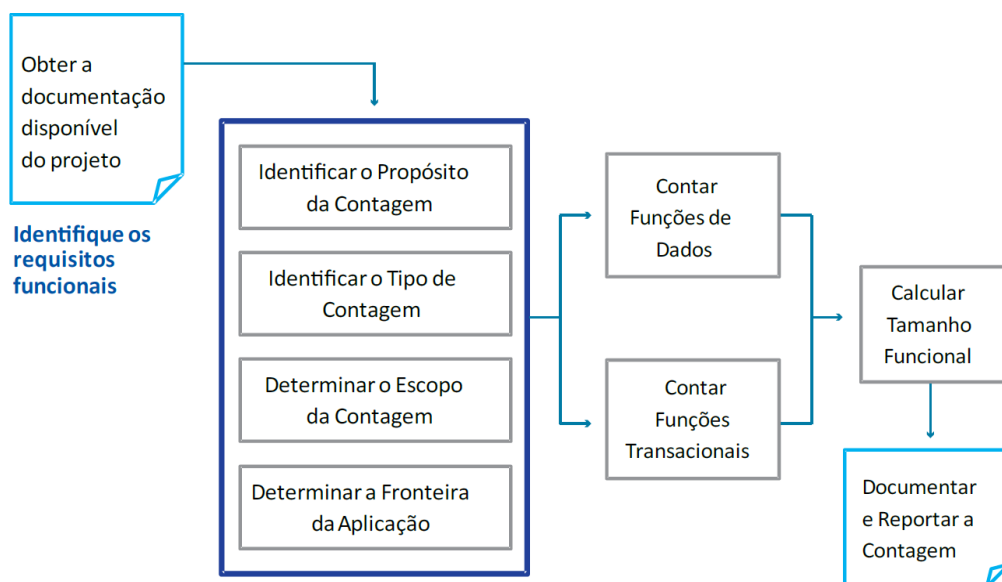 Obter a
documentação
disponível
do projeto
Identifique os
requisitos
funcionais
Identificar o Propósito
da Contagem
Identificar o Tipo de
Contagem
Determinar o Escopo
da Contagem
Determinar a Fronteira
da Aplicação
Contar
Funções de
Dados
Contar
Funções
Transacionais
Calcular
Tamanho
Funcional
Documentar
e Reportar a
Contagem